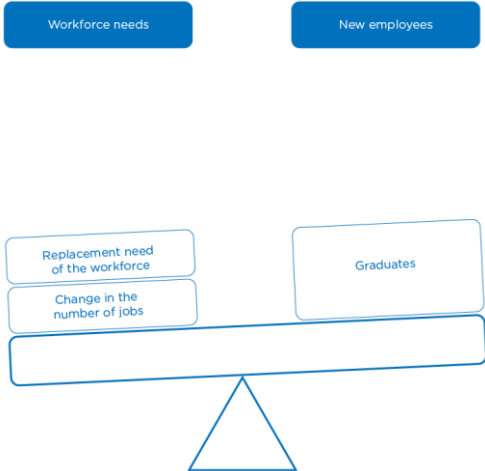 Workforce needs
New employees
Replacement need
of the workforce
Change in the
number of jobs
Graduates